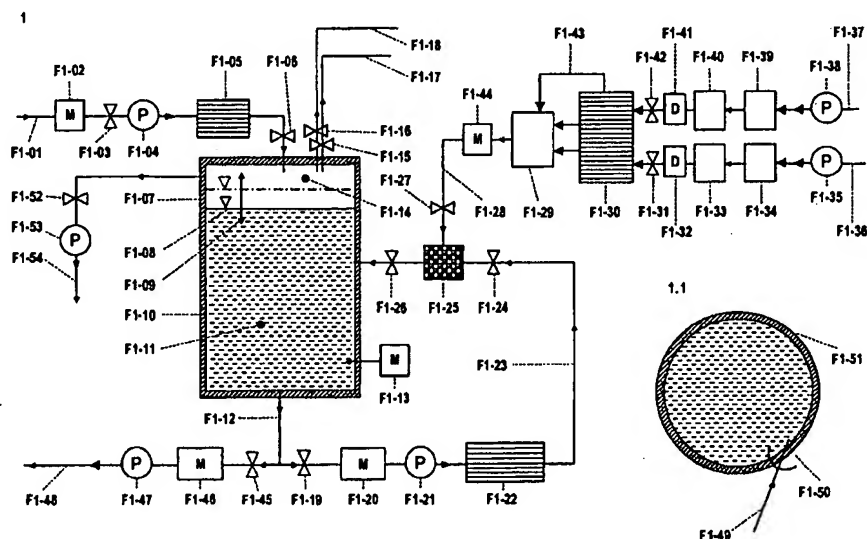 1
F1-18
F1-17
F1-02
F1-05
F1-06
M
P
F1-01
F1-03
F1-04
F1-16
F1-15
F1-43
F1-42
F1-41
F1-40
F1-39
F1-37
F1-38
F1-44
M
D
P
F1-27
F1-28
F1-29
F1-30
D
P
F1-31
F1-32
F1-33
F1-34
F1-35
F1-36
F1-52
F1-07
F1-14
F1-53
P
F1-08
F1-54
F1-09
F1-10
F1-11
F1-26
F1-25
F1-24
1.1
F1-51
M
F1-13
F1-23
F1-12
P
M
M
P
F1-48
F1-47
F1-46
F1-45
F1-19
F1-20
F1-21
F1-22
F1-50
F1-49